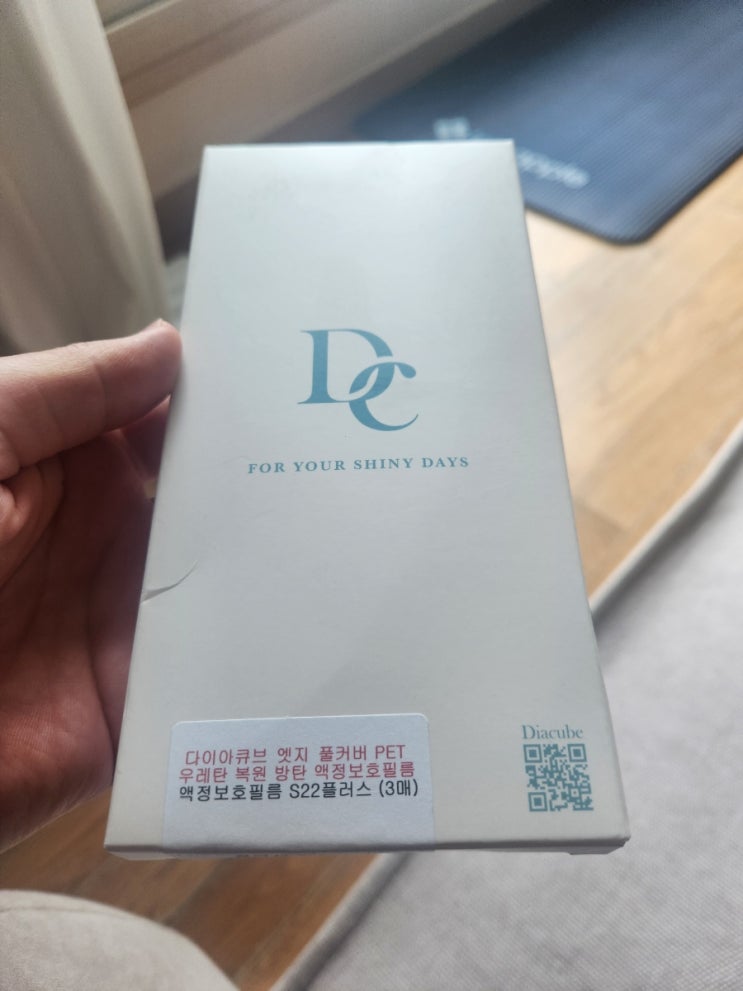 DC
FOR YOUR SHINY DAYS
Diacube
다이아큐브 엣지 풀커버 PET
우레탄 복원 방탄 액정보호필름
액정보호필름 S22플러스 (3매)